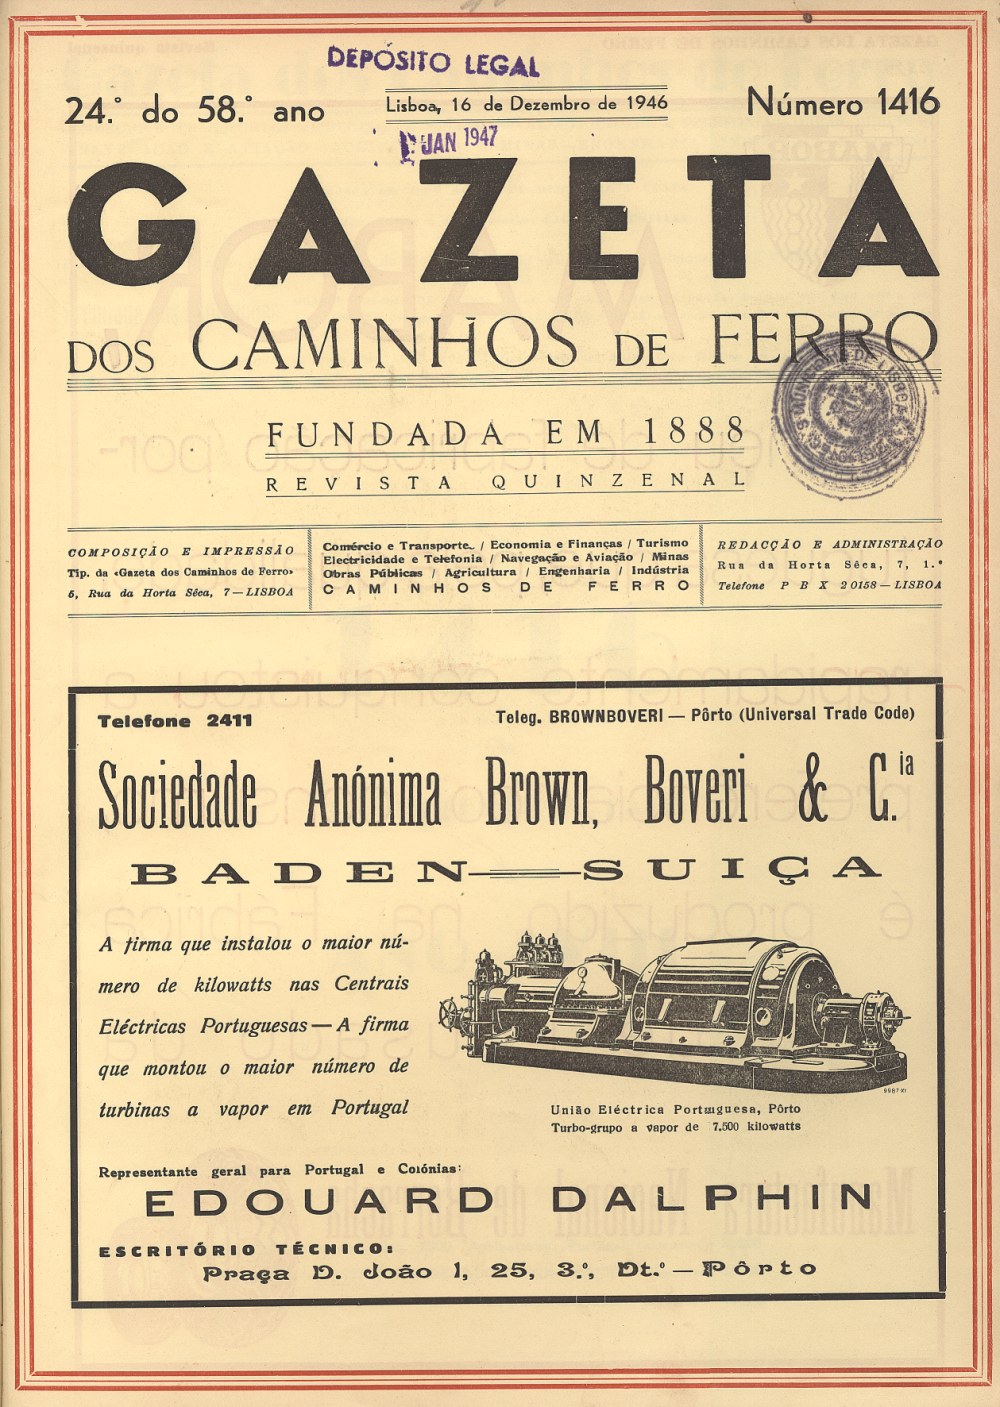 DEPÓSITO LEGAL
24.º do 58.º ano
Lisboa, 16 de Dezembro de 1946
Número 1416
JAN 1947
GAZETA
DOS CAMINHOS DE FERRO
FUNDADA EM 1888
REVISTA QUINZENAL
COMPOSIÇÃO E IMPRESSÃO
Tip. da «Gazeta dos Caminhos de Ferro»
5, Rua da Horta Sêca, 7 — LISBOA
Comércio e Transporte. / Economia e Finanças / Turismo
Electricidade e Telefonia / Navegação e Aviação / Minas
Obras Públicas / Agricultura / Engenharia / Indústria
CAMINHOS DE FERRO
REDACÇÃO E ADMINISTRAÇÃO
Rua da Horta Sêca, 7, 1.º
Telefone P B X 20158 — LISBOA
Telefone 2411
Teleg. BROWNBOVERI — Pôrto (Universal Trade Code)
Sociedade Anónima Brown, Boveri & C.ia
BADEN — SUIÇA
A firma que instalou o maior nú-
mero de kilowatts nas Centrais
Eléctricas Portuguesas — A firma
que montou o maior número de
turbinas a vapor em Portugal
União Eléctrica Portuguesa, Pôrto
Turbo-grupo a vapor de 7.500 kilowatts
Representante geral para Portugal e Colónias:
EDOUARD DALPHIN
ESCRITÓRIO TÉCNICO:
Praça D. João 1, 25, 3.º, Dt.º — Pôrto